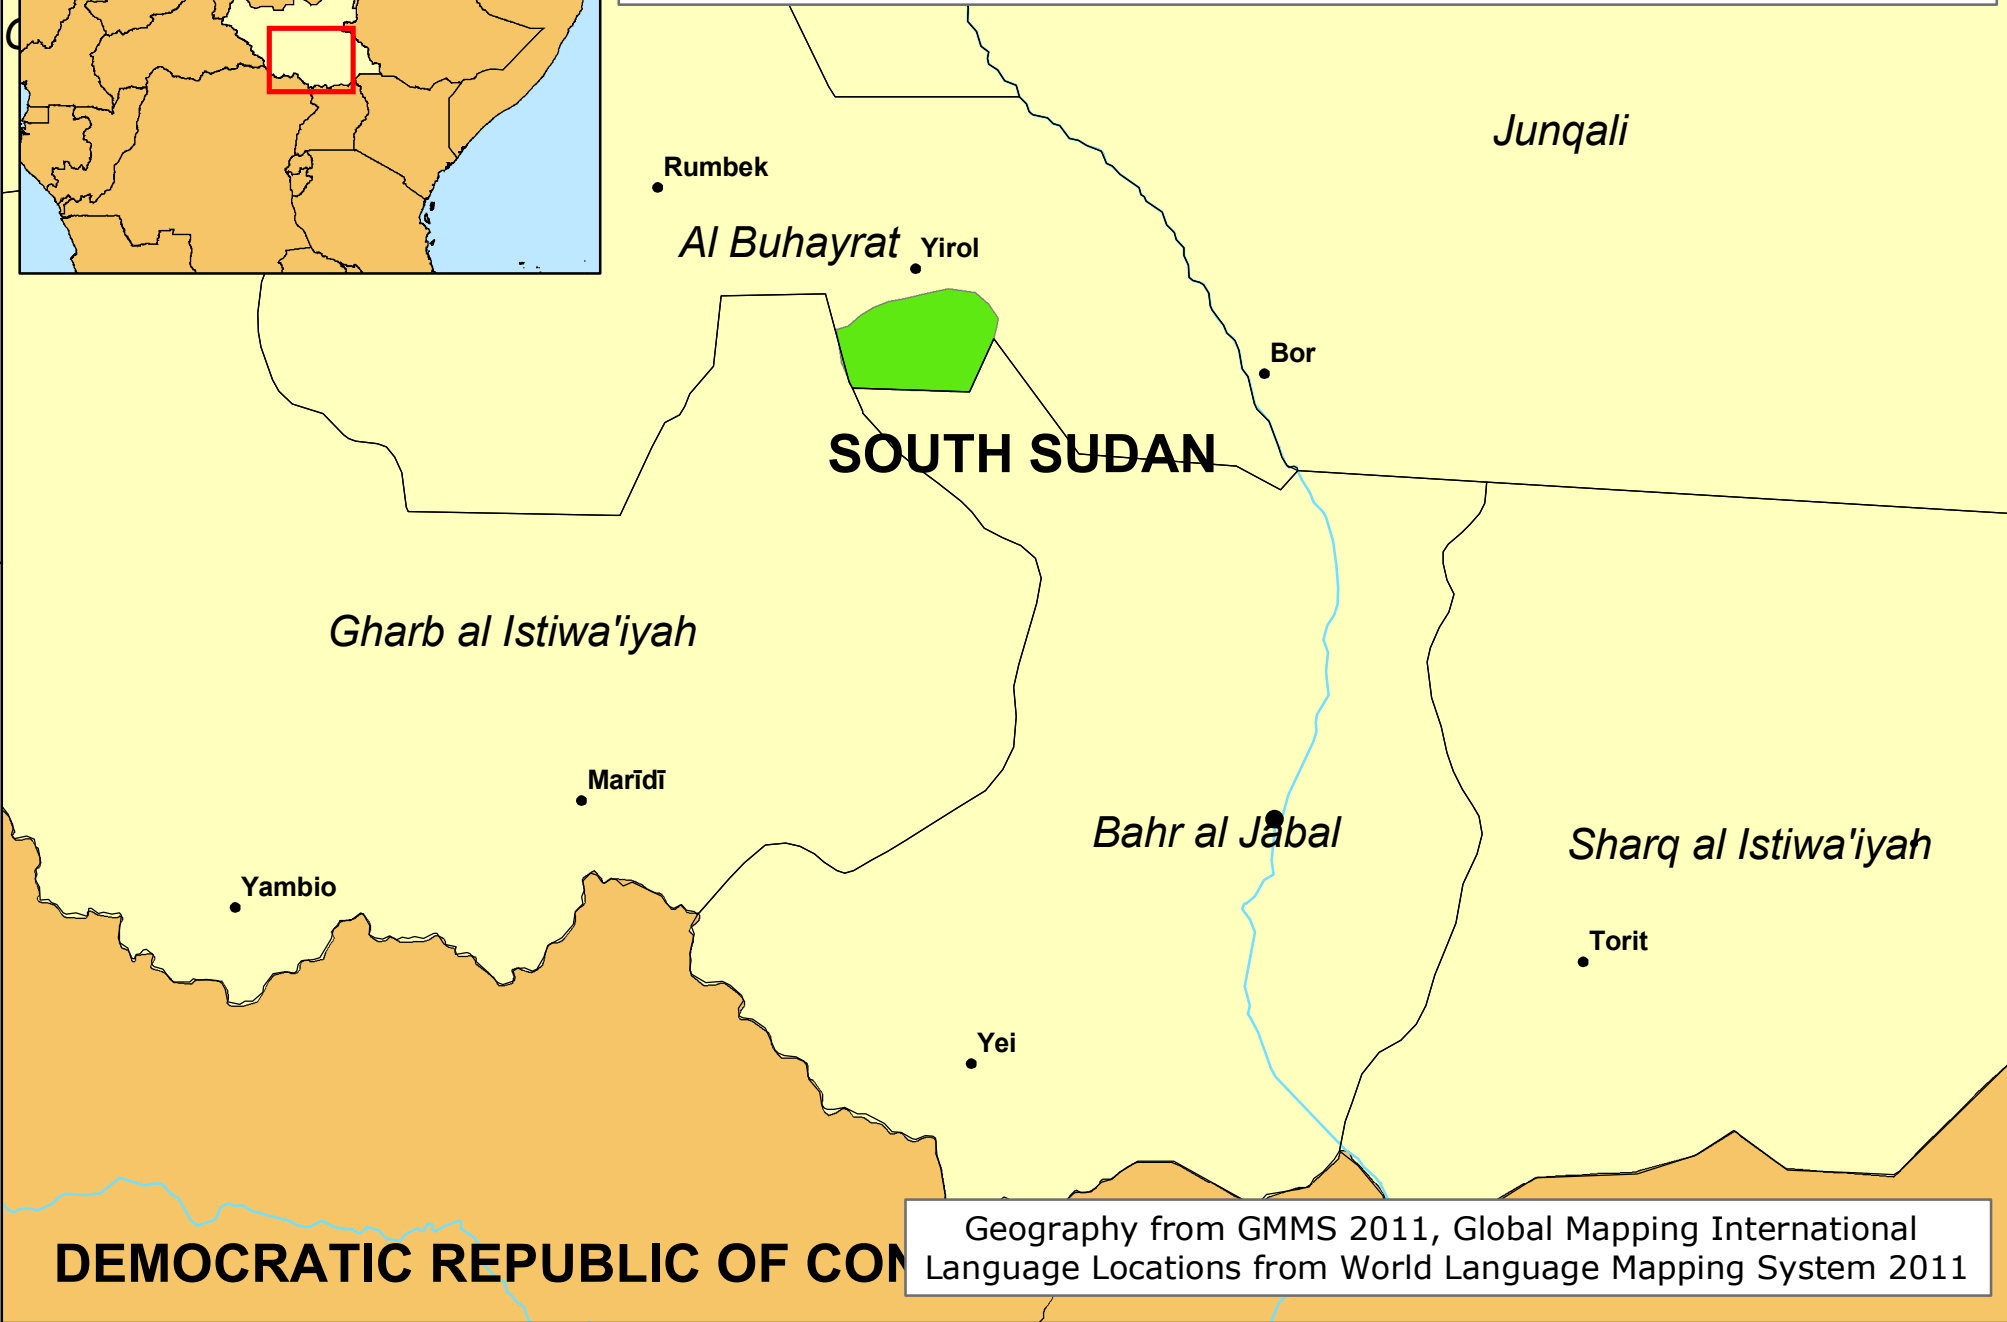 Junqali
Rumbek
Al Buhayrat
Yirol
Bor
SOUTH SUDAN
Gharb al Istiwa'iyah
Marīdī
Bahr al Jabal
Sharq al Istiwa'iyah
Yambio
Torit
Yei
Geography from GMMS 2011, Global Mapping International
DEMOCRATIC REPUBLIC OF CON
Language Locations from World Language Mapping System 2011